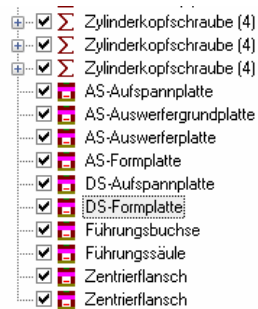 Zylinderkopfschraube (4)
Zylinderkopfschraube (4)
Zylinderkopfschraube (4)
AS-Aufspannplatte
AS-Auswerfergrundplatte
AS-Auswerferplatte
AS-Formplatte
DS-Aufspannplatte
DS-Formplatte
Führungsbuchse
Führungssäule
Zentrierflansch
Zentrierflansch